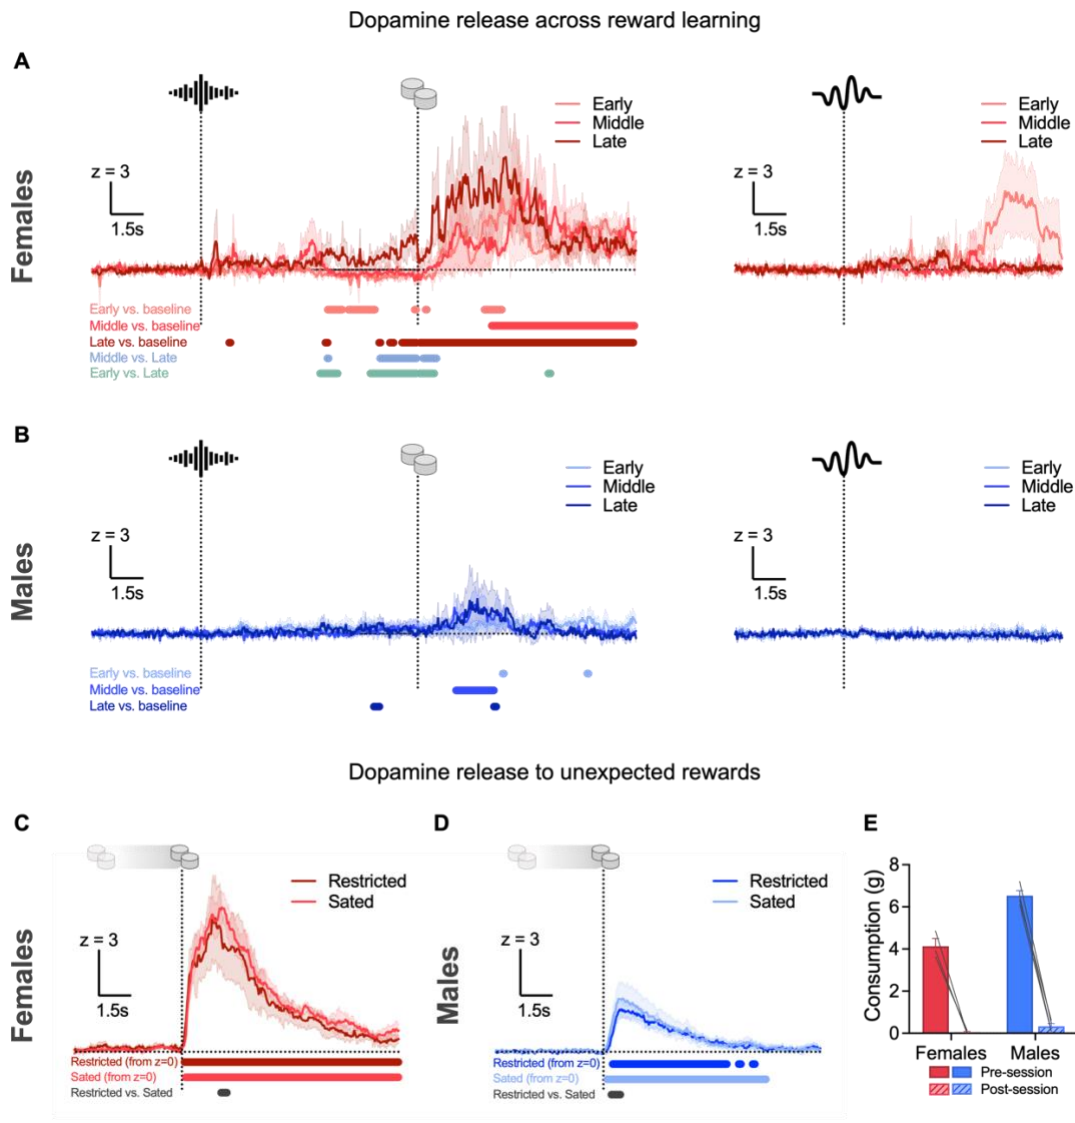 Dopamine release across reward learning
A
Females
z = 3
1.5s
Early
Middle
Late
z = 3
1.5s
Early
Middle
Late
Early vs. baseline
Middle vs. baseline
Late vs. baseline
Middle vs. Late
Early vs. Late
B
Males
z = 3
1.5s
Early
Middle
Late
z = 3
1.5s
Early
Middle
Late
Early vs. baseline
Middle vs. baseline
Late vs. baseline
Dopamine release to unexpected rewards
C
Females
z = 3
1.5s
Restricted
Sated
Restricted (from z=0)
Sated (from z=0)
Restricted vs. Sated
D
Males
z = 3
1.5s
Restricted
Sated
Restricted (from z=0)
Sated (from z=0)
Restricted vs. Sated
E
Consumption (g)
8
6
4
2
0
Females Males
Pre-session
Post-session